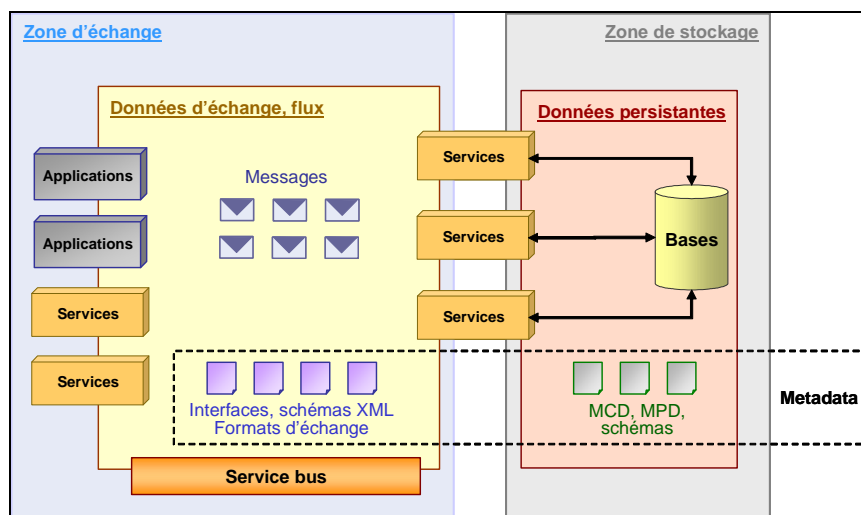 Zone d'échange
Zone de stockage
Données d'échange, flux
Données persistantes
Applications
Messages
Services
Applications
Services
Bases
Services
Services
Services
Interfaces, schémas XML
Formats d'échange
MCD, MPD,
schémas
Metadata
Service bus